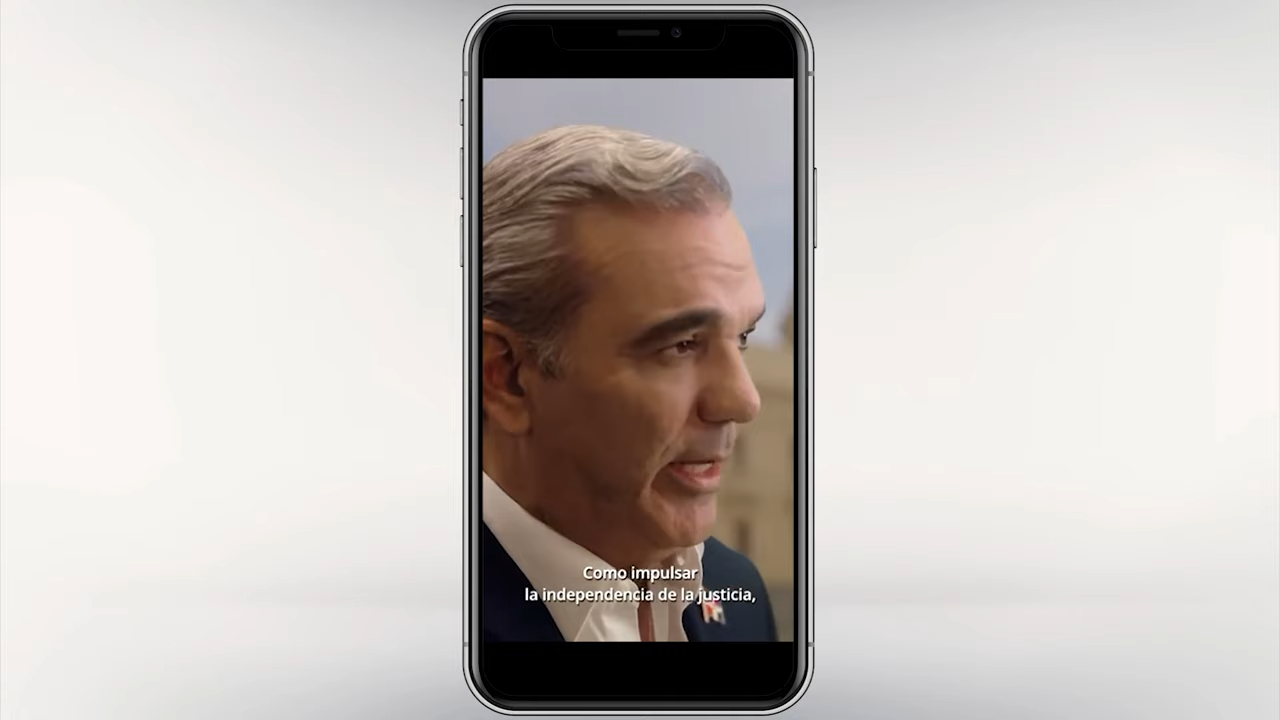 Como impulsar
la independencia de la justicia,